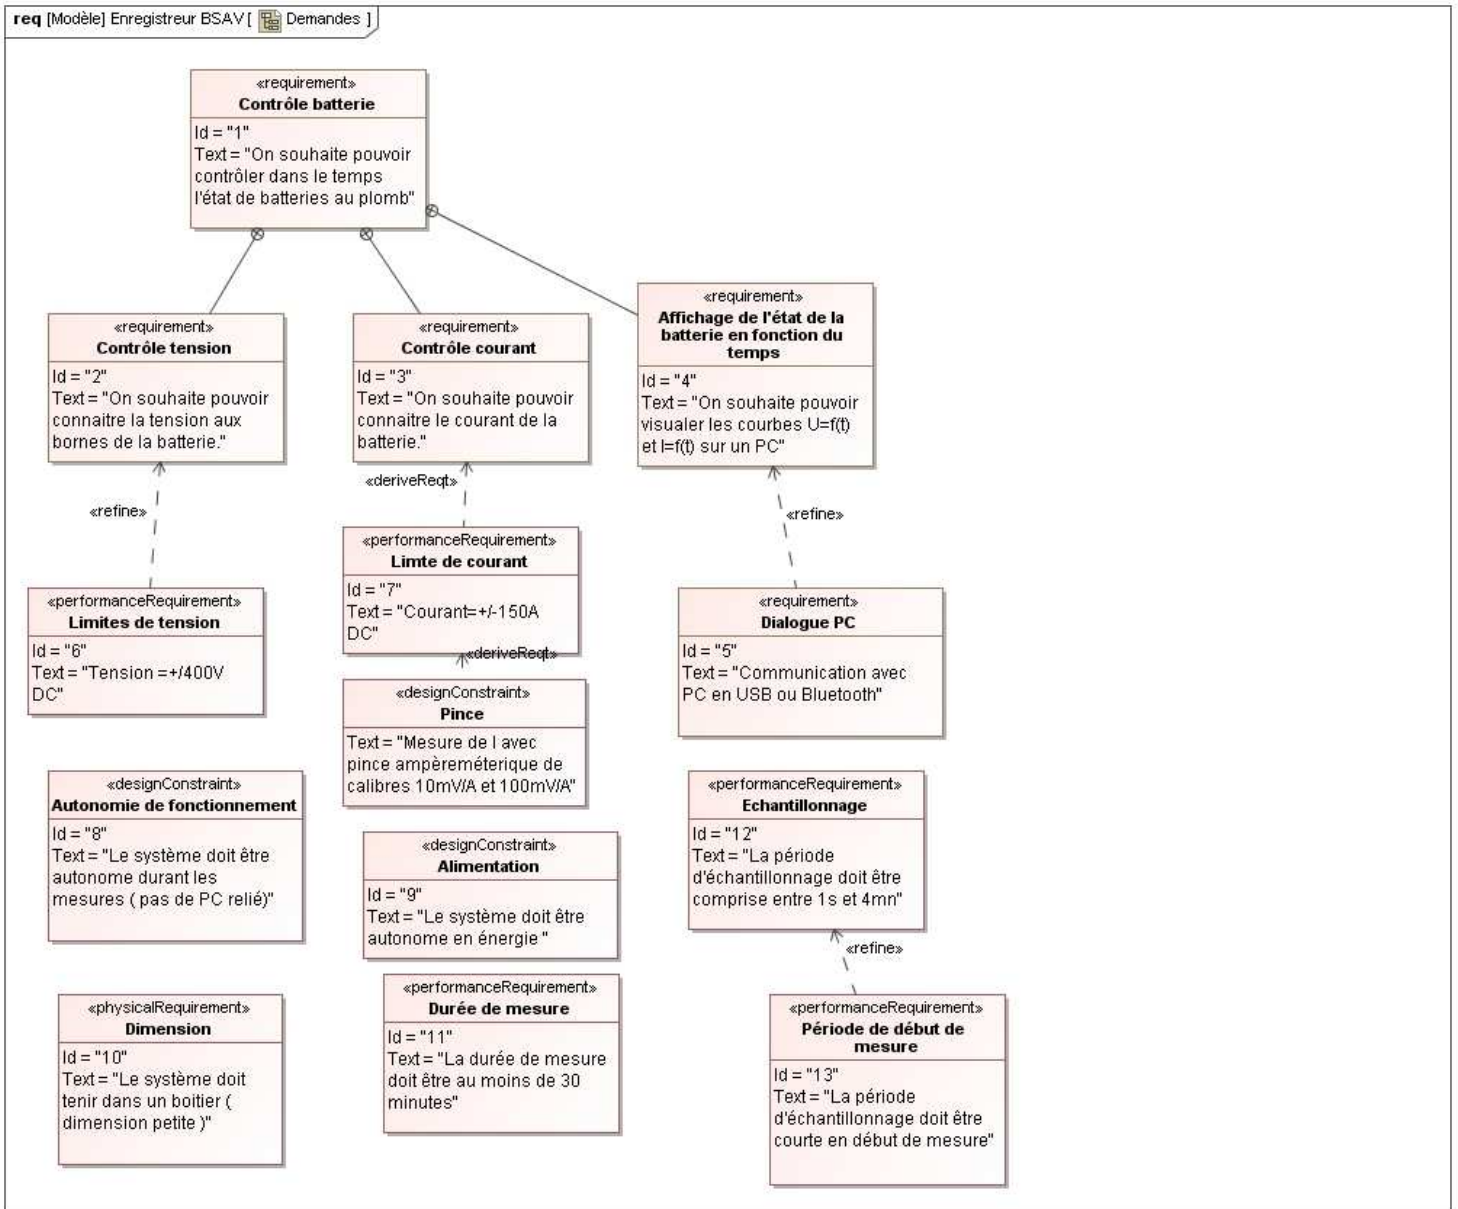 req [Modèle] Enregistreur BSAV [ Demandes ]
«requirement»
Contrôle batterie
Id = "1"
Text = "On souhaite pouvoir
contrôler dans le temps
l'état de batteries au plomb"
«requirement»
Contrôle tension
Id = "2"
Text = "On souhaite pouvoir
connaitre la tension aux
bornes de la batterie."
«requirement»
Contrôle courant
Id = "3"
Text = "On souhaite pouvoir
connaitre le courant de la
batterie."
«requirement»
Affichage de l'état de la
batterie en fonction du
temps
Id = "4"
Text = "On souhaite pouvoir
visualer les courbes U=f(t)
et I=f(t) sur un PC"
«refine»
«deriveReqt»
«refine»
«performanceRequirement»
Limites de tension
Id = "6"
Text = "Tension =+/400V
DC"
«performanceRequirement»
Limte de courant
Id = "7"
Text = "Courant=+/-150A
DC"
«deriveReqt»
«designConstraint»
Pince
Text = "Mesure de I avec
pince ampèreméterique de
calibres 10mV/A et 100mV/A"
«requirement»
Dialogue PC
Id = "5"
Text = "Communication avec
PC en USB ou Bluetooth"
«designConstraint»
Autonomie de fonctionnement
Id = "8"
Text = "Le système doit être
autonome durant les
mesures ( pas de PC relié)"
«designConstraint»
Alimentation
Id = "9"
Text = "Le système doit être
autonome en énergie "
«performanceRequirement»
Echantillonnage
Id = "12"
Text = "La période
d'échantillonnage doit être
comprise entre 1s et 4mn"
«refine»
«physicalRequirement»
Dimension
Id = "10"
Text = "Le système doit
tenir dans un boitier (
dimension petite )"
«performanceRequirement»
Durée de mesure
Id = "11"
Text = "La durée de mesure
doit être au moins de 30
minutes"
«performanceRequirement»
Période de début de
mesure
Id = "13"
Text = "La période
d'échantillonnage doit être
courte en début de mesure"